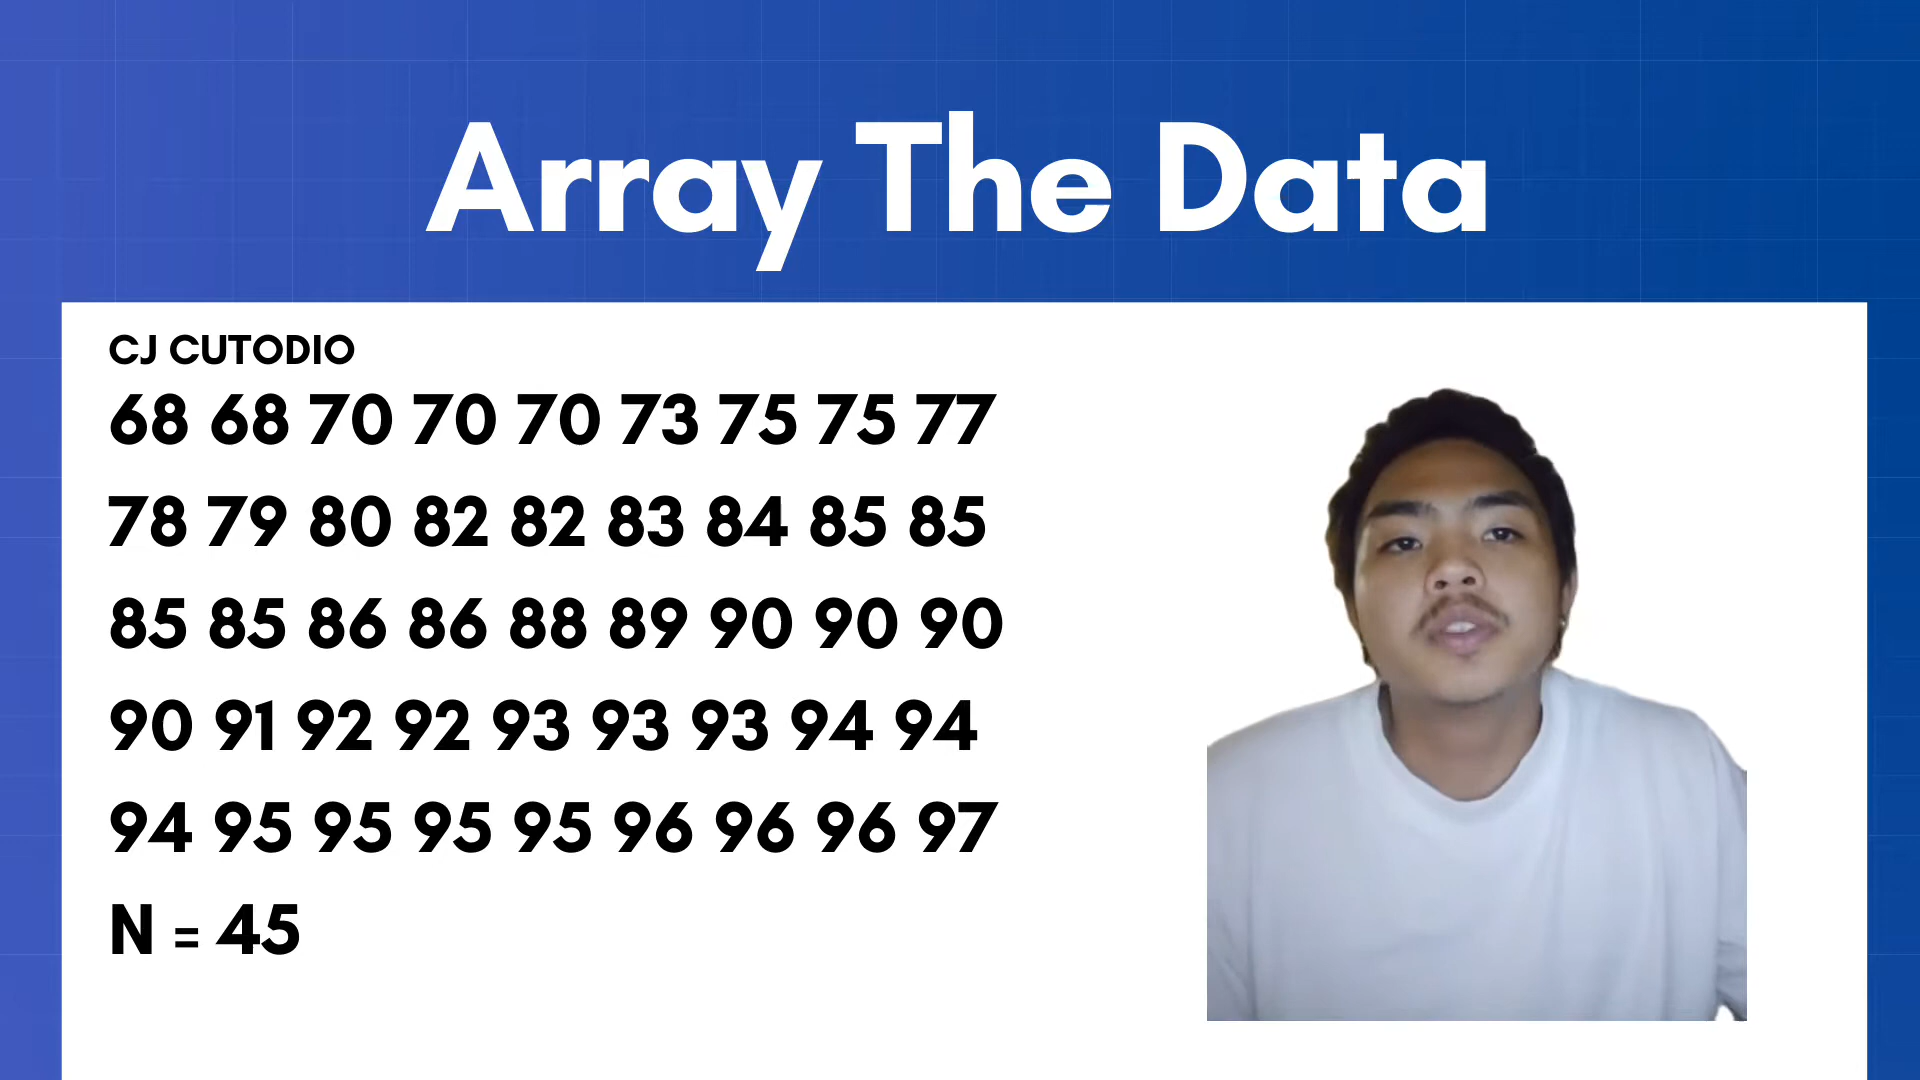 Array The Data
CJ CUTODIO
68 68 70 70 70 73 75 75 77
78 79 80 82 82 83 84 85 85
85 85 86 86 88 89 90 90 90
90 91 92 92 93 93 93 94 94
94 95 95 95 95 96 96 96 97
N = 45